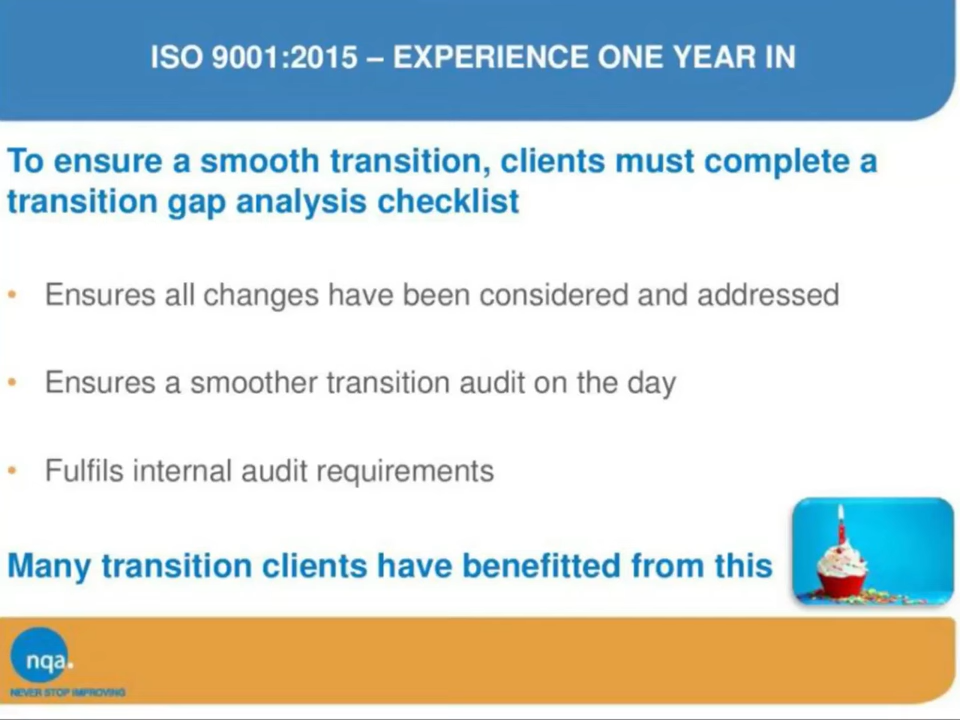 ISO 9001:2015 – EXPERIENCE ONE YEAR IN
To ensure a smooth transition, clients must complete a
transition gap analysis checklist
• Ensures all changes have been considered and addressed
• Ensures a smoother transition audit on the day
• Fulfils internal audit requirements
Many transition clients have benefitted from this
nqa.
NEVER STOP IMPROVING